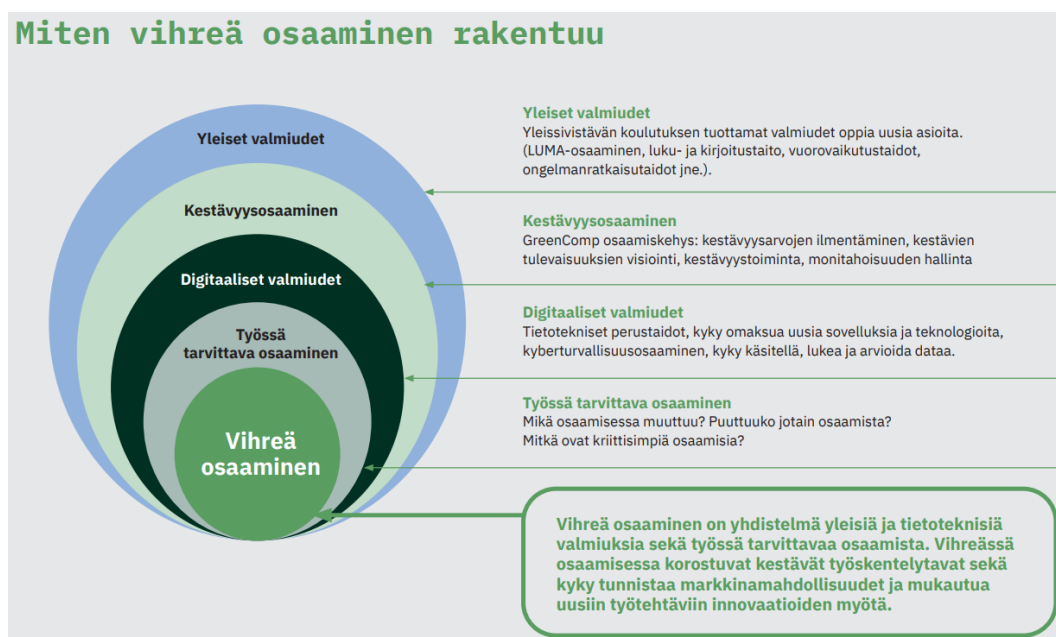 Miten vihreä osaaminen rakentuu
Yleiset valmiudet
Kestävyysosaaminen
Digitaaliset valmiudet
Työssä
tarvittava osaaminen
Vihreä
osaaminen
Yleiset valmiudet
Yleissivistävän koulutuksen tuottamat valmiudet oppia uusia asioita.
(LUMA-osaaminen, luku- ja kirjoitustaito, vuorovaikutustaidot,
ongelmanratkaisutaidot jne.).
Kestävyysosaaminen
GreenComp osaamiskehys: kestävyysarvojen ilmentäminen, kestävien
tulevaisuuksien visiointi, kestävyystoiminta, monitahoisuuden hallinta
Digitaaliset valmiudet
Tietotekniset perustaidot, kyky omaksua uusia sovelluksia ja teknologioita,
kyberturvallisuusosaaminen, kyky käsitellä, lukea ja arvioida dataa.
Työssä tarvittava osaaminen
Mikä osaamisessa muuttuu? Puuttuuko jotain osaamista?
Mitkä ovat kriittisimpiä osaamisia?
Vihreä osaaminen on yhdistelmä yleisiä ja tietoteknisiä
valmiuksia sekä työssä tarvittavaa osaamista. Vihreässä
osaamisessa korostuvat kestävät työskentelytavat sekä
kyky tunnistaa markkinamahdollisuudet ja mukautua
uusiin työtehtäviin innovaatioiden myötä.